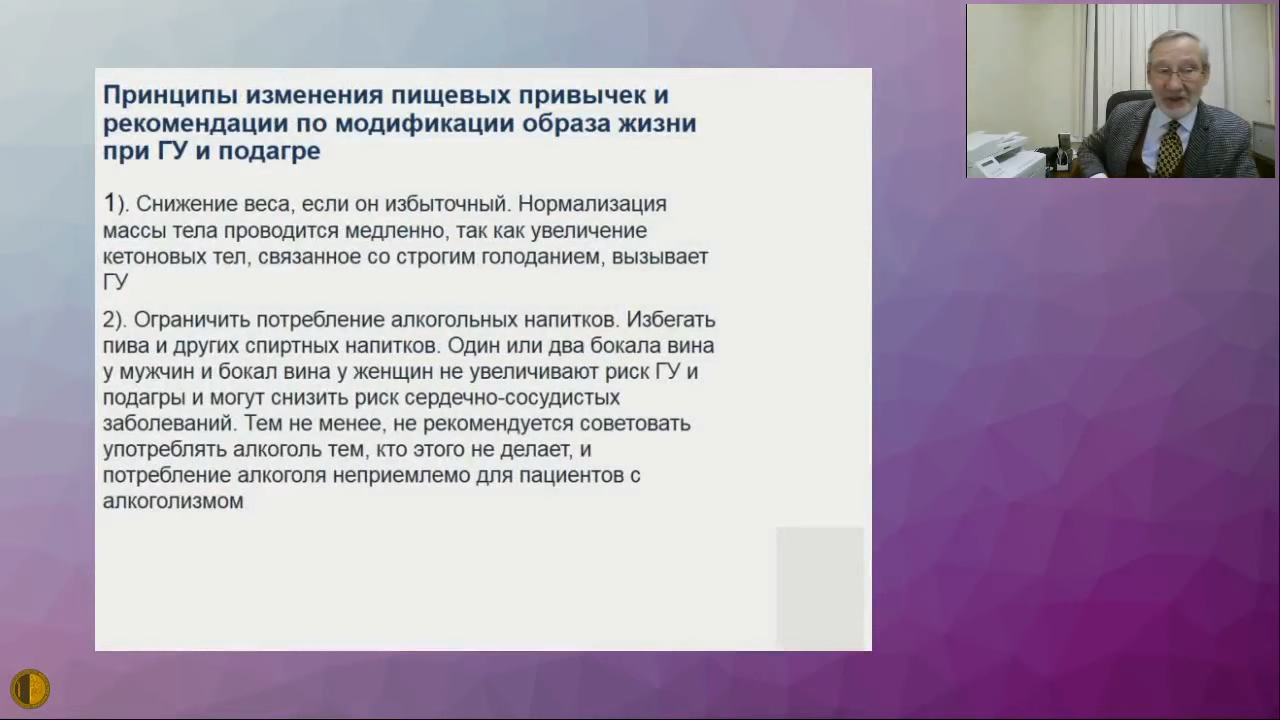 Принципы изменения пищевых привычек и
рекомендации по модификации образа жизни
при ГУ и подагре
1). Снижение веса, если он избыточный. Нормализация
массы тела проводится медленно, так как увеличение
кетоновых тел, связанное со строгим голоданием, вызывает
ГУ
2). Ограничить потребление алкогольных напитков. Избегать
пива и других спиртных напитков. Один или два бокала вина
у мужчин и бокал вина у женщин не увеличивают риск ГУ и
подагры и могут снизить риск сердечно-сосудистых
заболеваний. Тем не менее, не рекомендуется советовать
употреблять алкоголь тем, кто этого не делает, и
потребление алкоголя неприемлемо для пациентов с
алкоголизмом